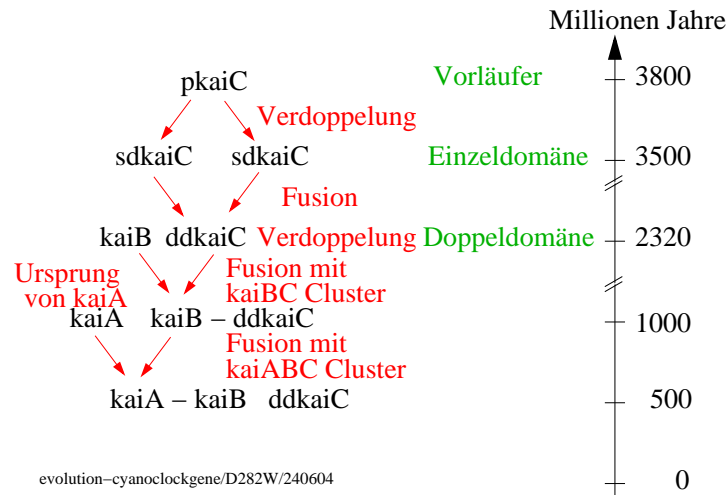 Millionen Jahre
pkaiC Vorläufer 3800
Verdoppelung
sdkaiC sdkaiC Einzeldomäne 3500
Fusion
kaiB ddkaiC Verdoppelung Doppeldomäne 2320
Ursprung
von kaiA
Fusion mit
kaiBC Cluster
kaiA kaiB – ddkaiC 1000
Fusion mit
kaiABC Cluster
kaiA – kaiB ddkaiC 500
evolution–cyanoclockgene/D282W/240604 0